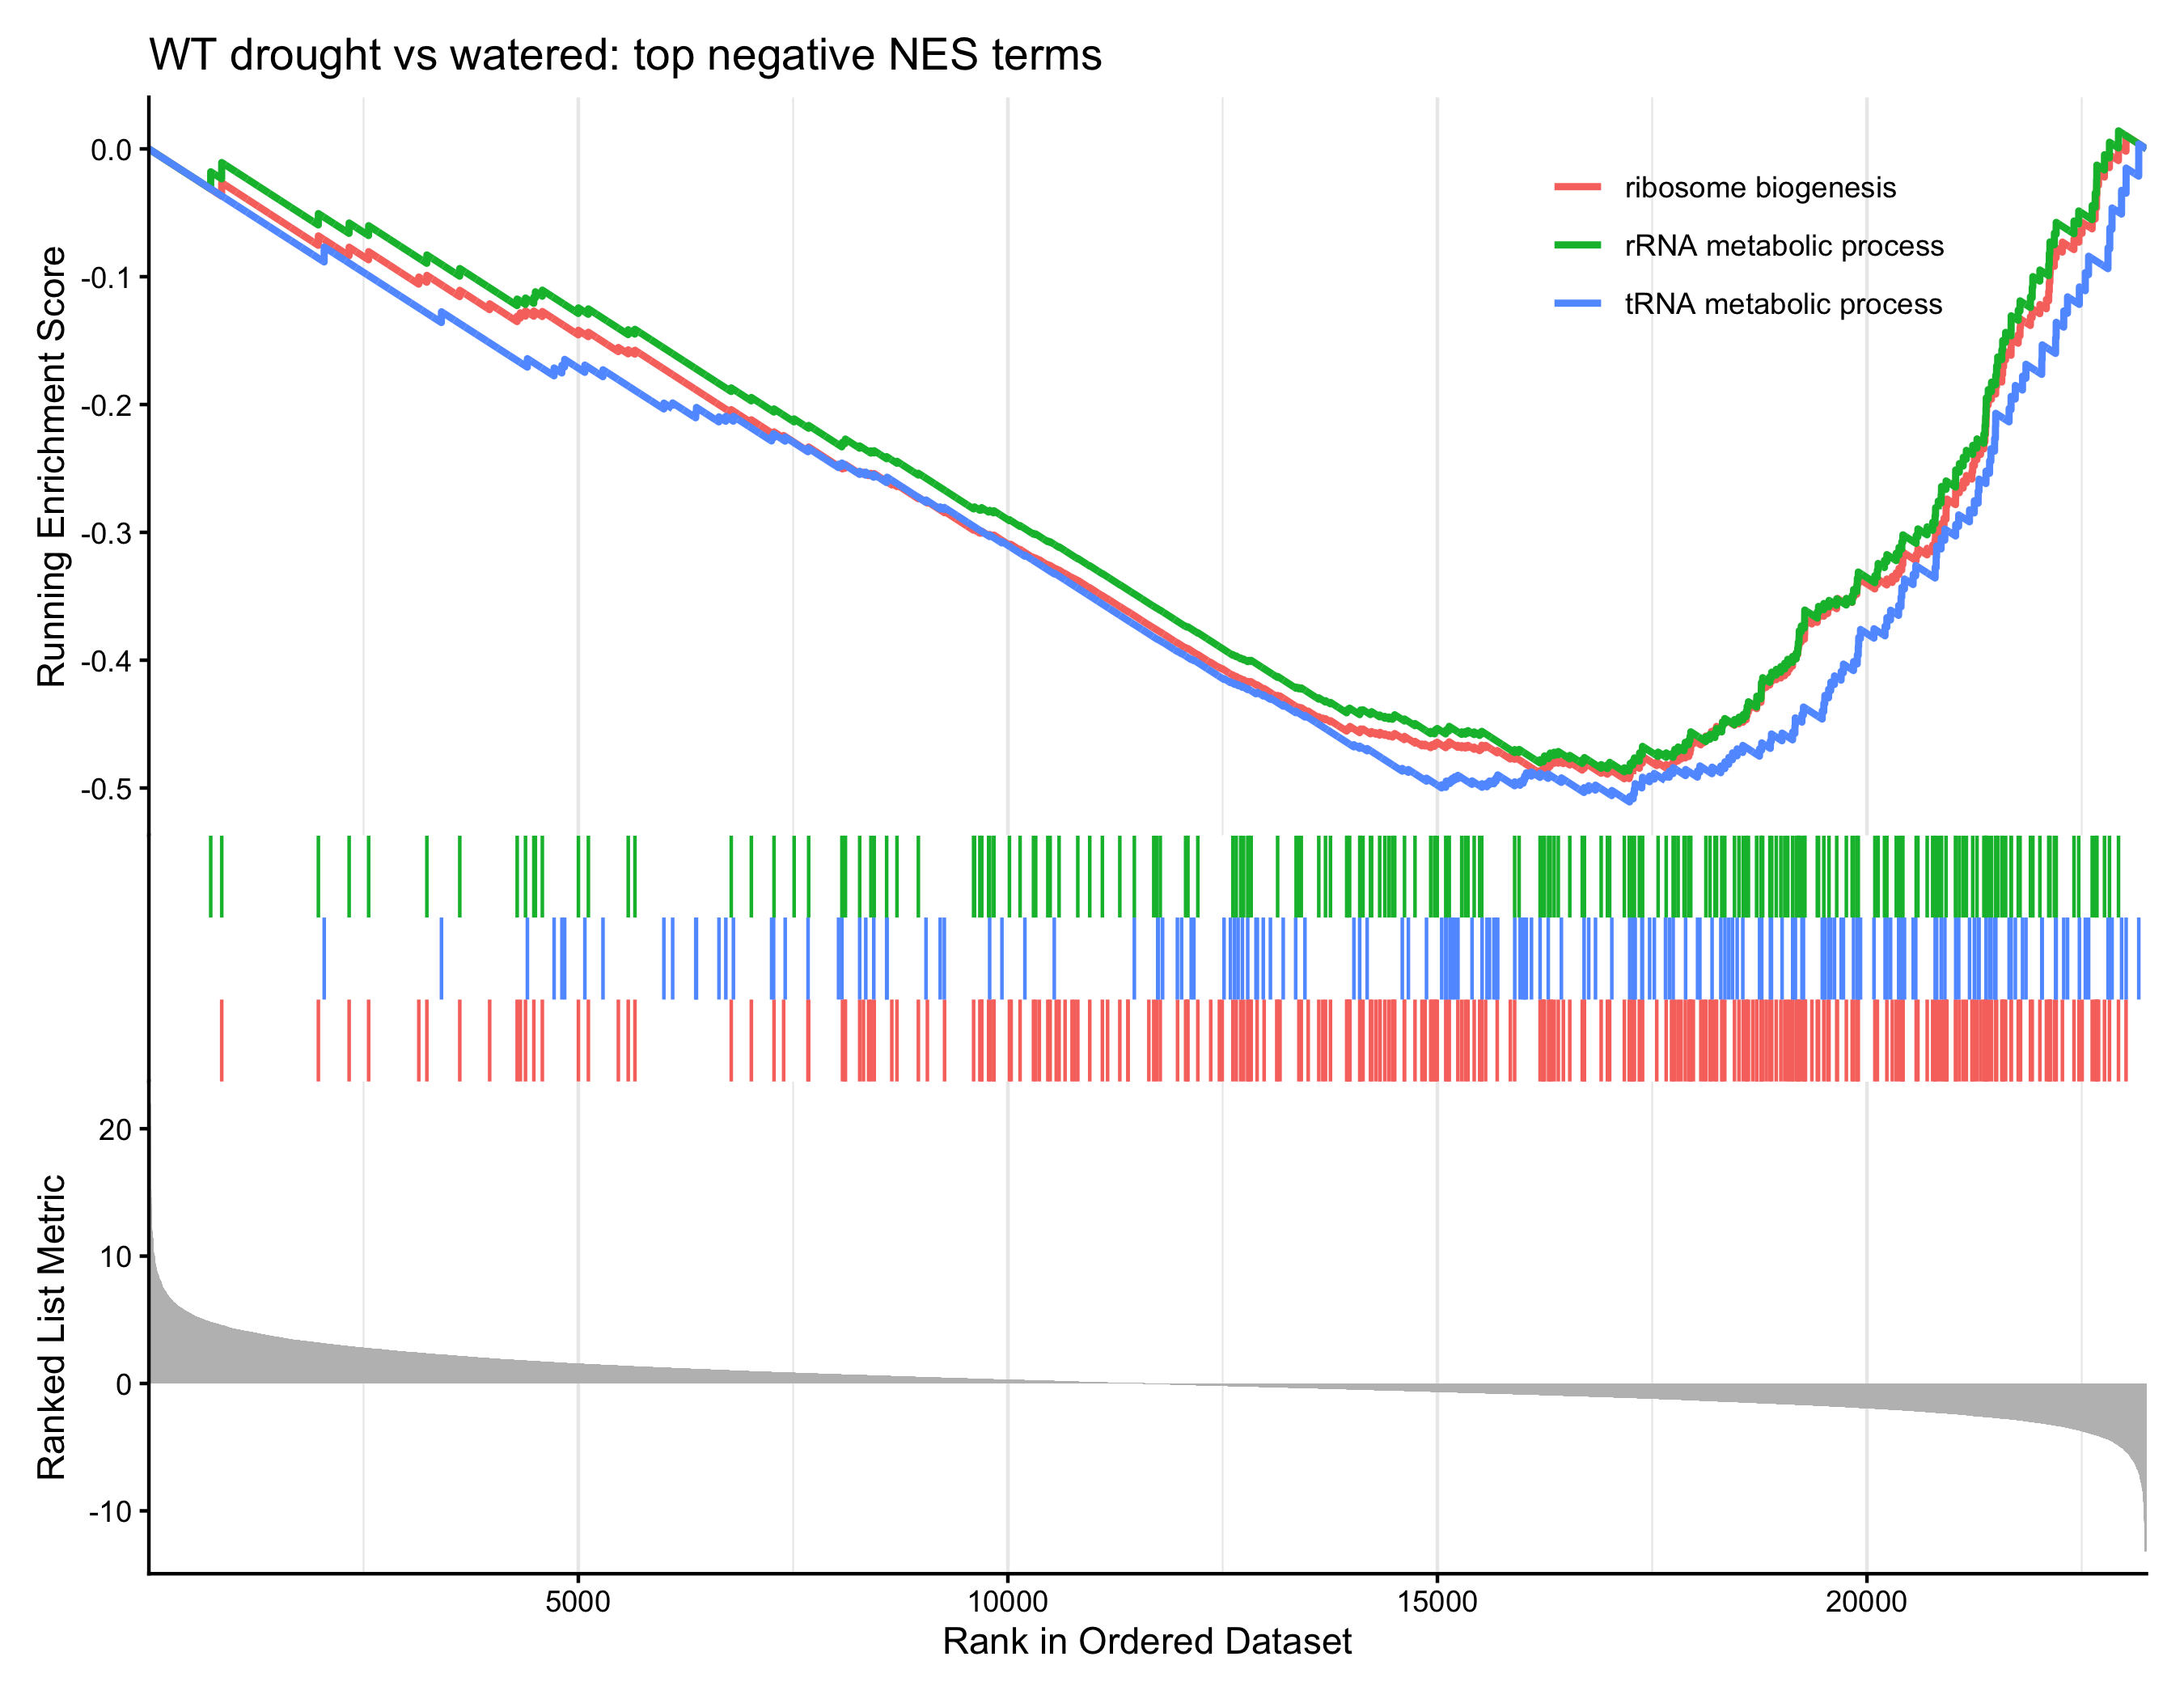 WT drought vs watered: top negative NES terms
Running Enrichment Score
0.0
-0.1
-0.2
-0.3
-0.4
-0.5
ribosome biogenesis
rRNA metabolic process
tRNA metabolic process
Ranked List Metric
20
10
0
-10
5000
10000
15000
20000
Rank in Ordered Dataset